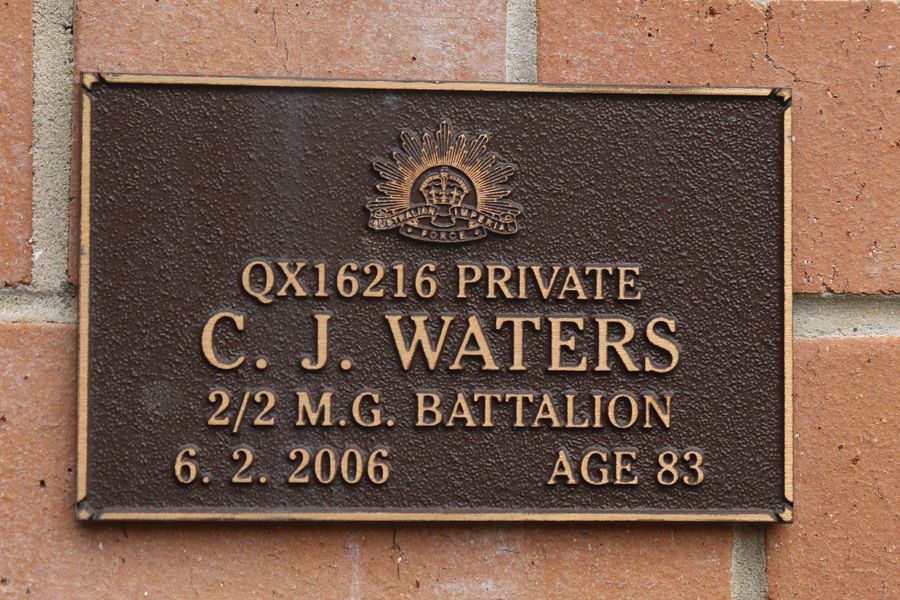 AUSTRALIAN IMPERIAL
FORCE
QX16216 PRIVATE
C. J. WATERS
2/2 M.G. BATTALION
6. 2. 2006 AGE 83